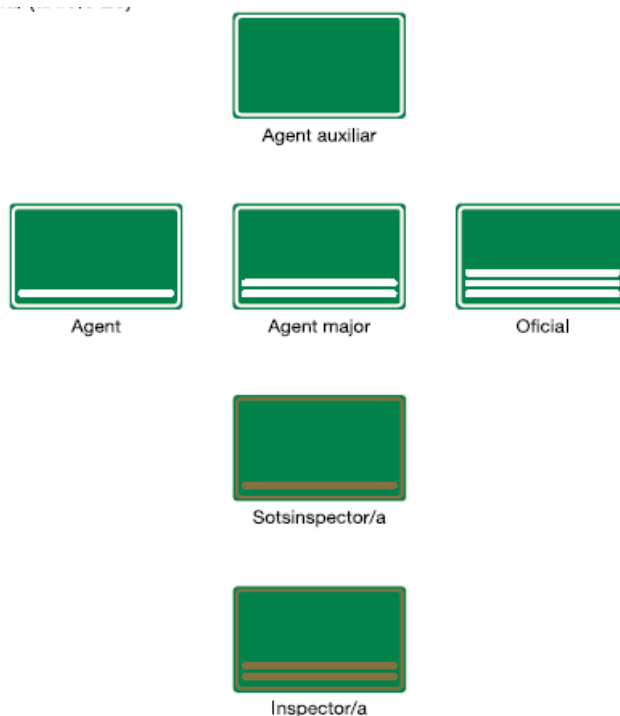 Agent auxiliar
Agent
Agent major
Oficial
Sotsinspector/a
Inspector/a